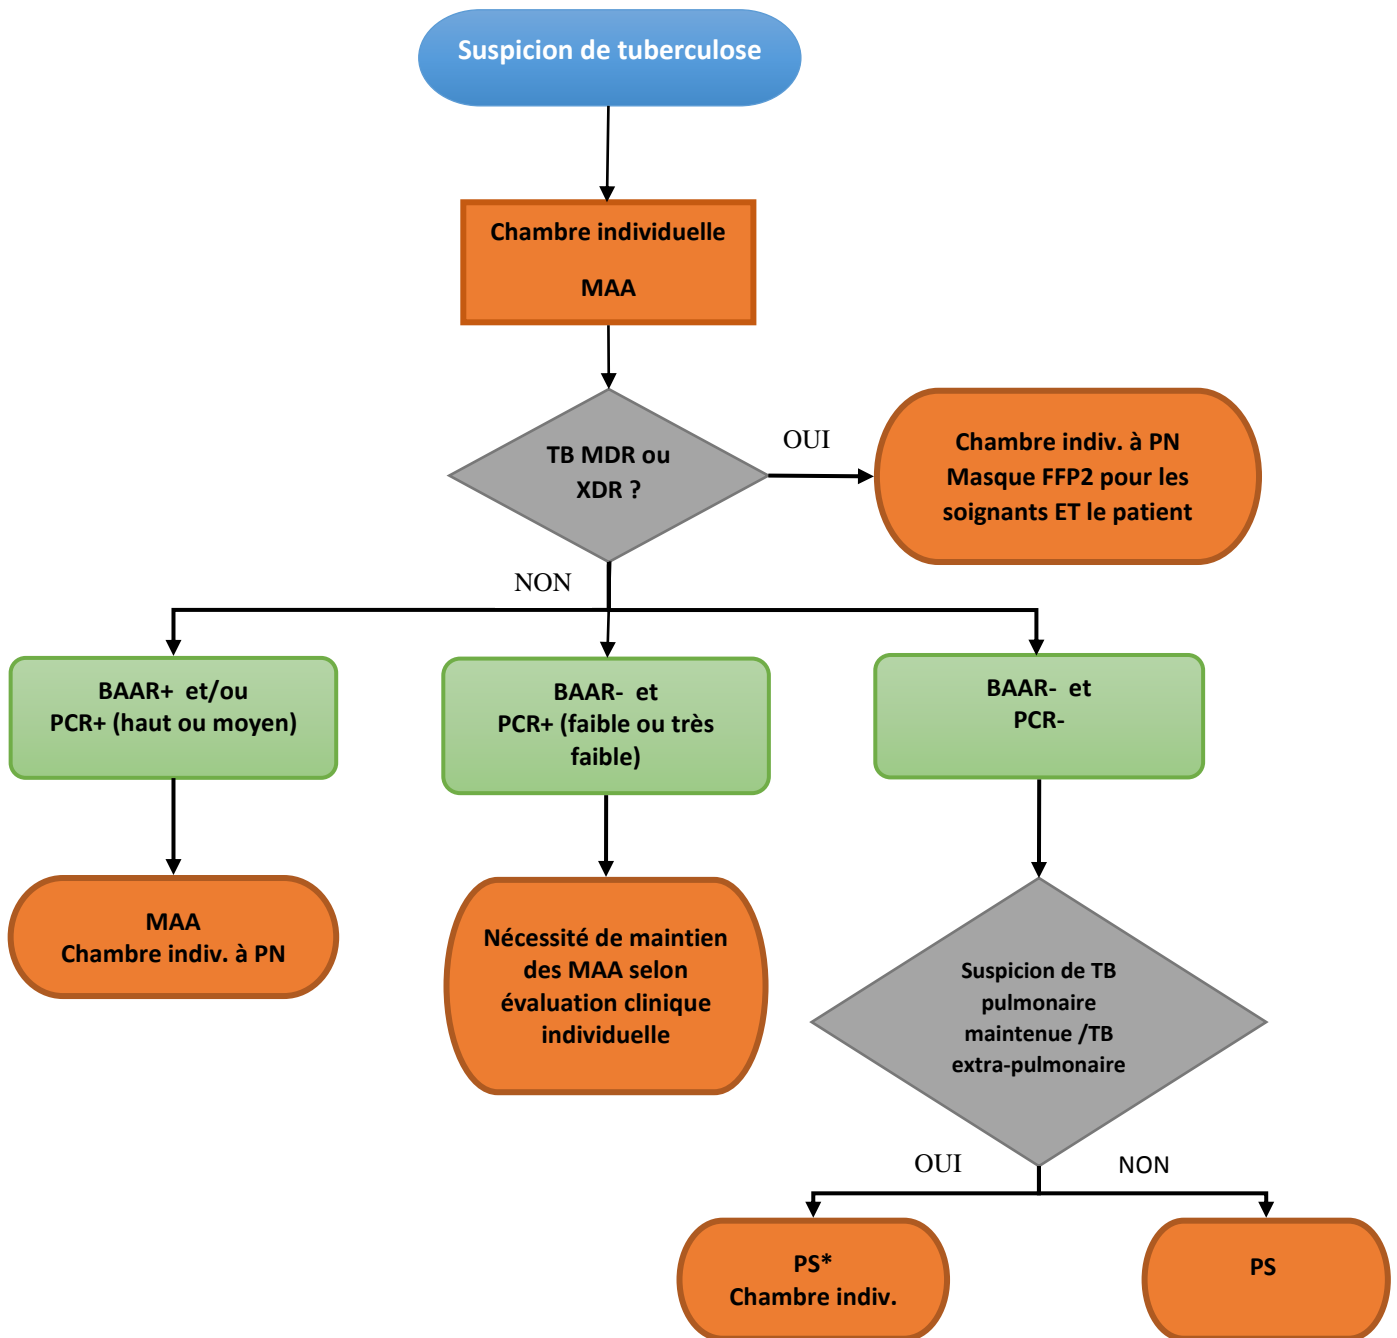 Suspicion de tuberculose
Chambre individuelle
MAA
TB MDR ou
XDR ?
OUI
Chambre indiv. à PN
Masque FFP2 pour les
soignants ET le patient
NON
BAAR+ et/ou
PCR+ (haut ou moyen)
BAAR- et
PCR+ (faible ou très
faible)
BAAR- et
PCR-
MAA
Chambre indiv. à PN
Nécessité de maintien
des MAA selon
évaluation clinique
individuelle
Suspicion de TB
pulmonaire
maintenue /TB
extra-pulmonaire
OUI
NON
PS*
Chambre indiv.
PS